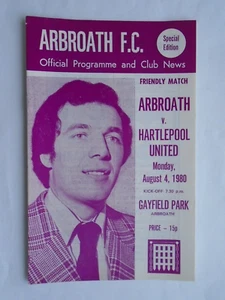 ARBROATH F.C.
Special
Edition
Official Programme and Club News
FRIENDLY MATCH
ARBROATH
v.
HARTLEPOOL
UNITED
Monday,
August 4, 1980
KICK-OFF 7.30 p.m.
GAYFIELD PARK
ARBROATH
PRICE – 15p